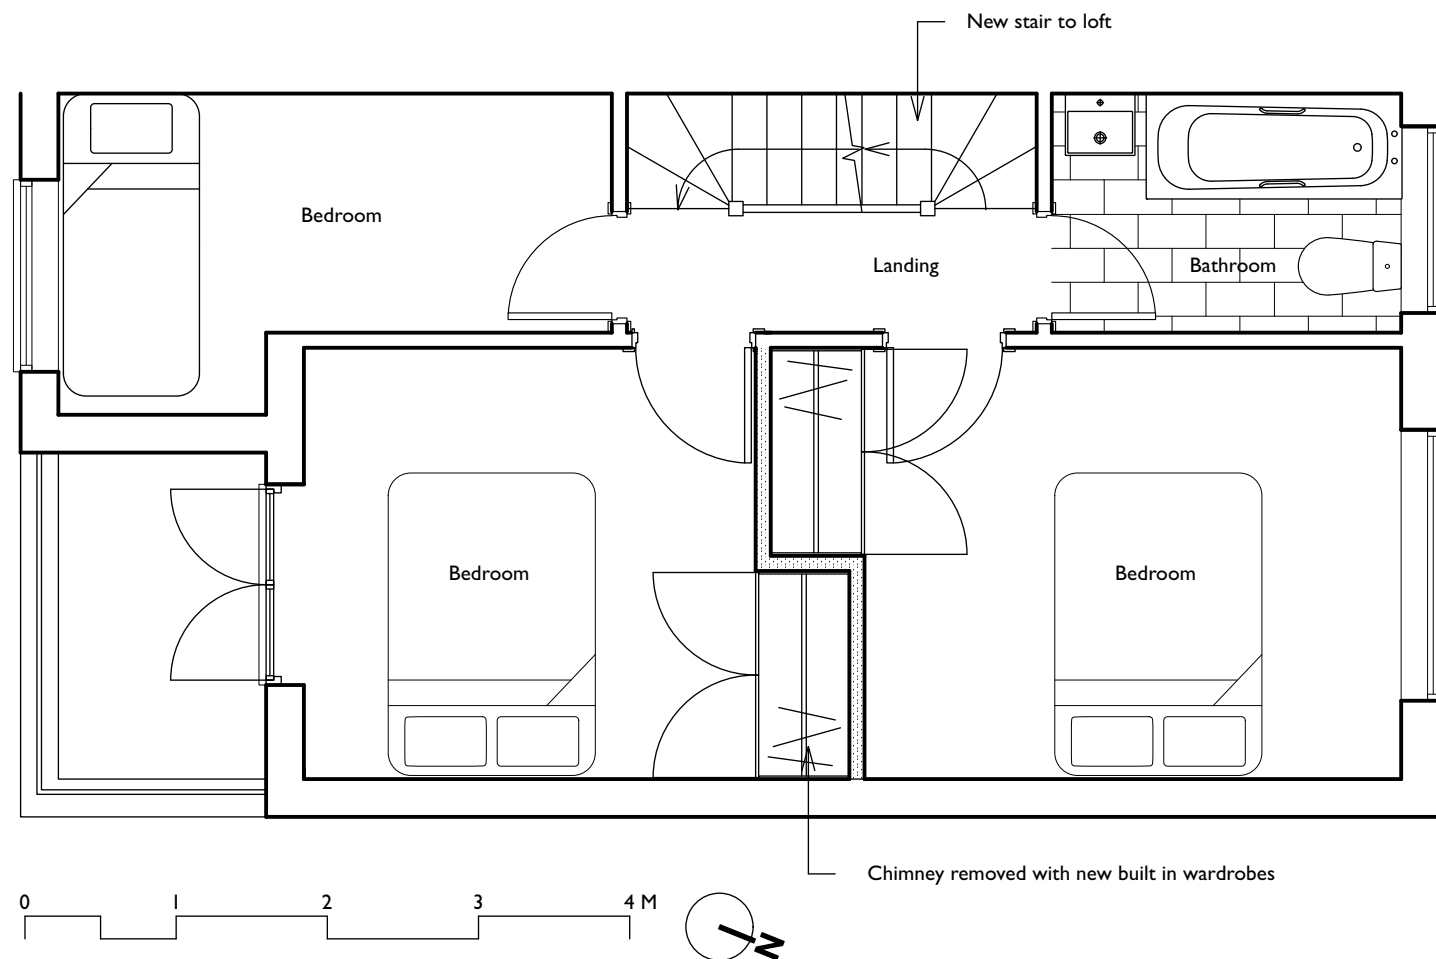 New stair to loft
Bedroom
Landing
Bathroom
Bedroom
Bedroom
Chimney removed with new built in wardrobes
0 1 2 3 4 M
N